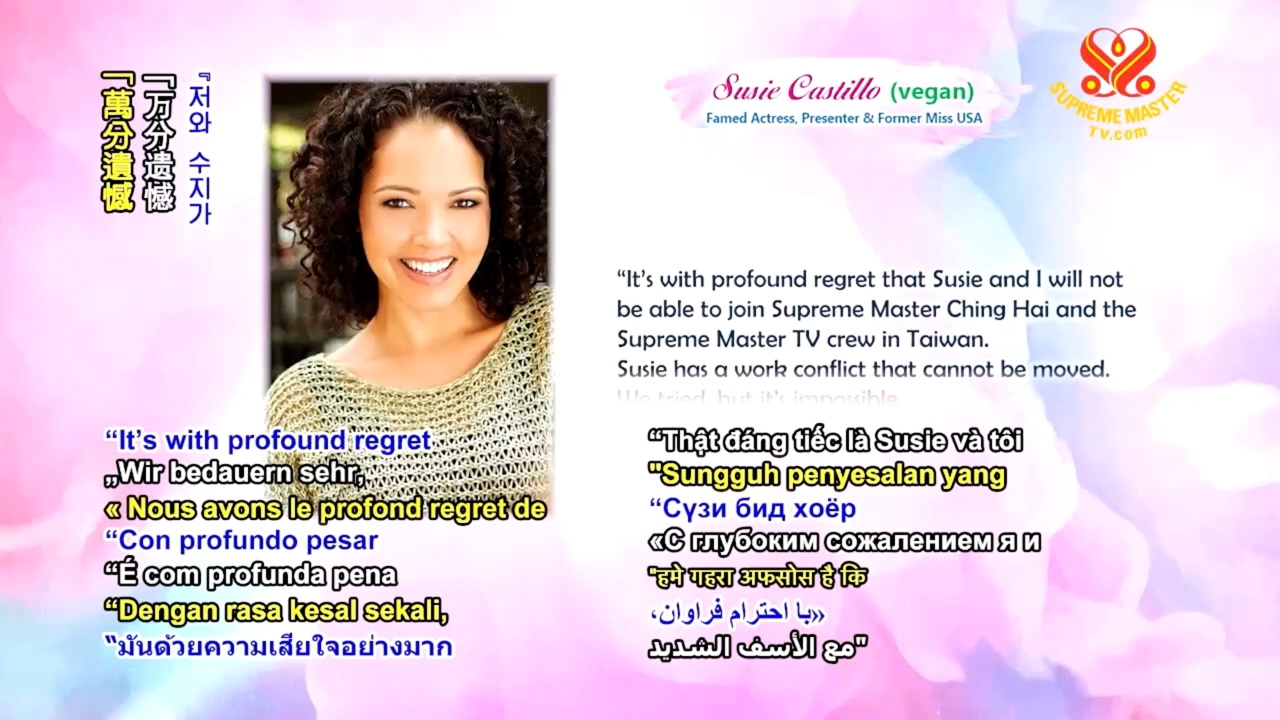 「萬分遺憾
「万分遗憾
『저와 수지가
Susie Castillo (vegan)
Famed Actress, Presenter & Former Miss USA
SUPREME MASTER
TV.com
“It’s with profound regret that Susie and I will not
be able to join Supreme Master Ching Hai and the
Supreme Master TV crew in Taiwan.
Susie has a work conflict that cannot be moved.
We tried, but it’s impossible
“It’s with profound regret
„Wir bedauern sehr,
« Nous avons le profond regret de
“Con profundo pesar
“É com profunda pena
“Dengan rasa kesal sekali,
“มันด้วยความเสียใจอย่างมาก
“Thật đáng tiếc là Susie và tôi
"Sungguh penyesalan yang
“Сүзи бид хоёр
«С глубоким сожалением я и
"हमे गहरा अफसोस है कि
«با احترام فراوان،
"مع الأسف الشديد